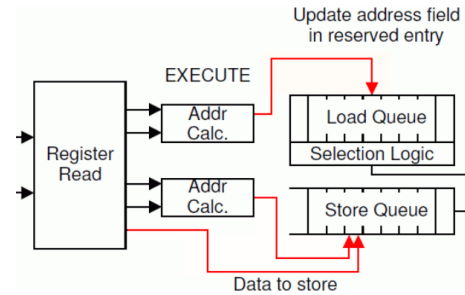 Update address field
in reserved entry
EXECUTE
Addr
Calc.
Load Queue
Selection Logic
Register
Read
Addr
Calc.
Store Queue
Data to store